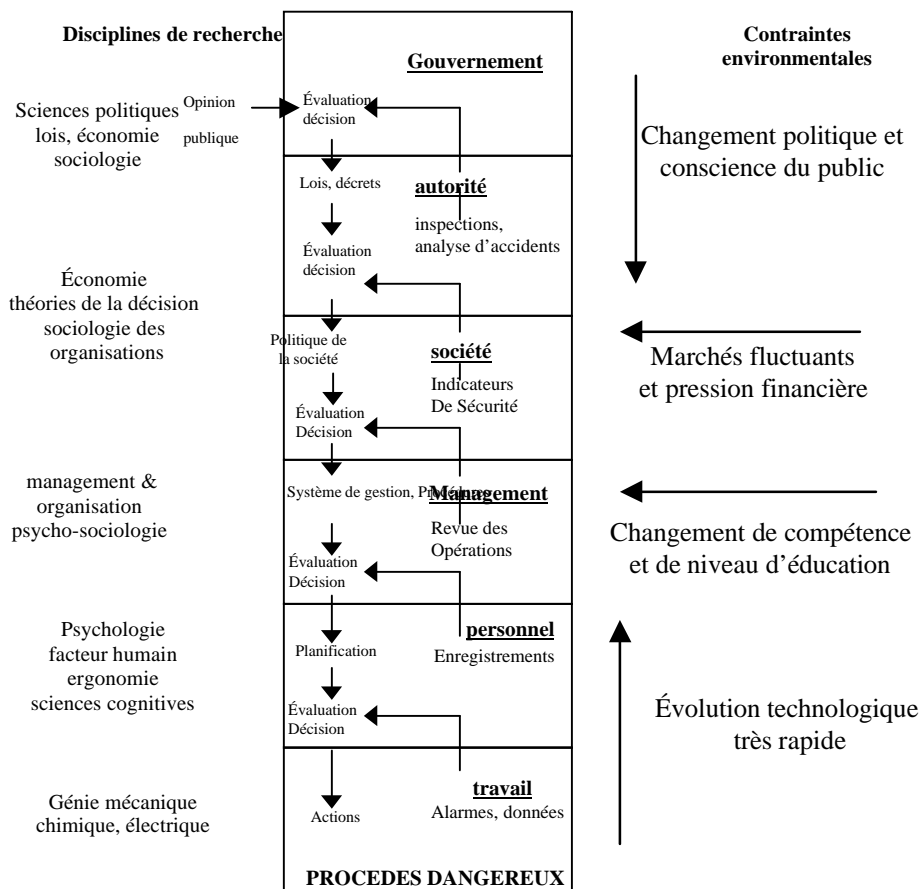 Disciplines de recherche
Contraintes
environmentales
Gouvernement
Sciences politiques
lois, économie
sociologie
Opinion
publique
Évaluation
décision
Changement politique et
conscience du public
Lois, décrets
autorité
inspections,
analyse d'accidents
Évaluation
décision
Économie
théories de la décision
sociologie des
organisations
Politique de
la société
société
Indicateurs
De Sécurité
Évaluation
Décision
Marchés fluctuants
et pression financière
management &
organisation
psycho-sociologie
Système de gestion, Procédures
Management
Revue des
Opérations
Évaluation
Décision
Changement de compétence
et de niveau d'éducation
Psychologie
facteur humain
ergonomie
sciences cognitives
Planification
personnel
Enregistrements
Évaluation
Décision
Évolution technologique
très rapide
Génie mécanique
chimique, électrique
Actions
travail
Alarmes, données
PROCEDES DANGEREUX